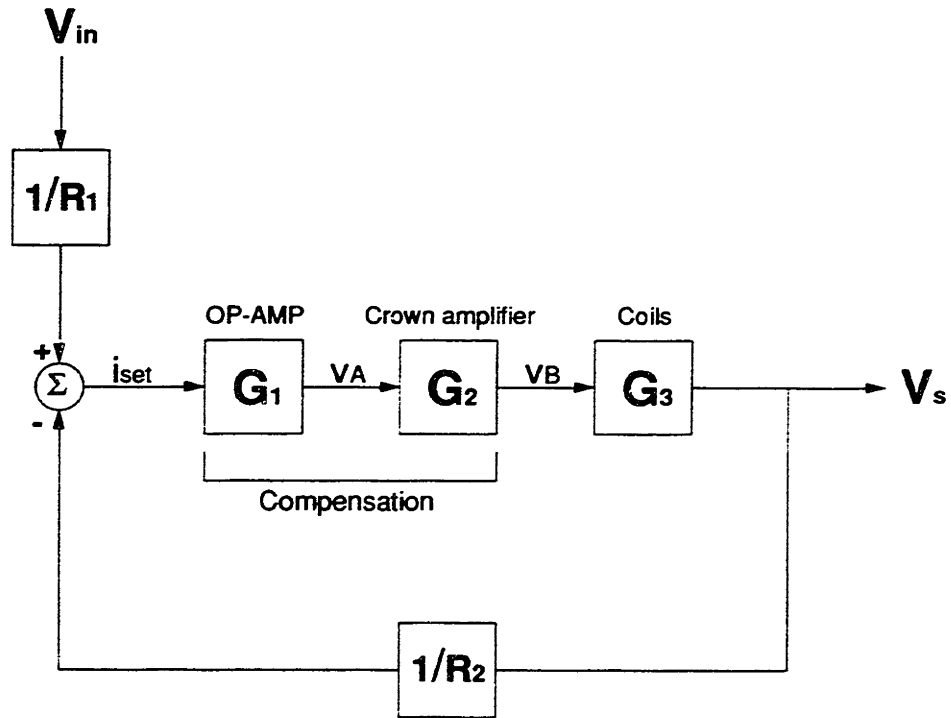 Vin
1/R1
+
Σ
-
iset
OP-AMP
G1
VA
Crown amplifier
G2
VB
Coils
G3
Vs
Compensation
1/R2